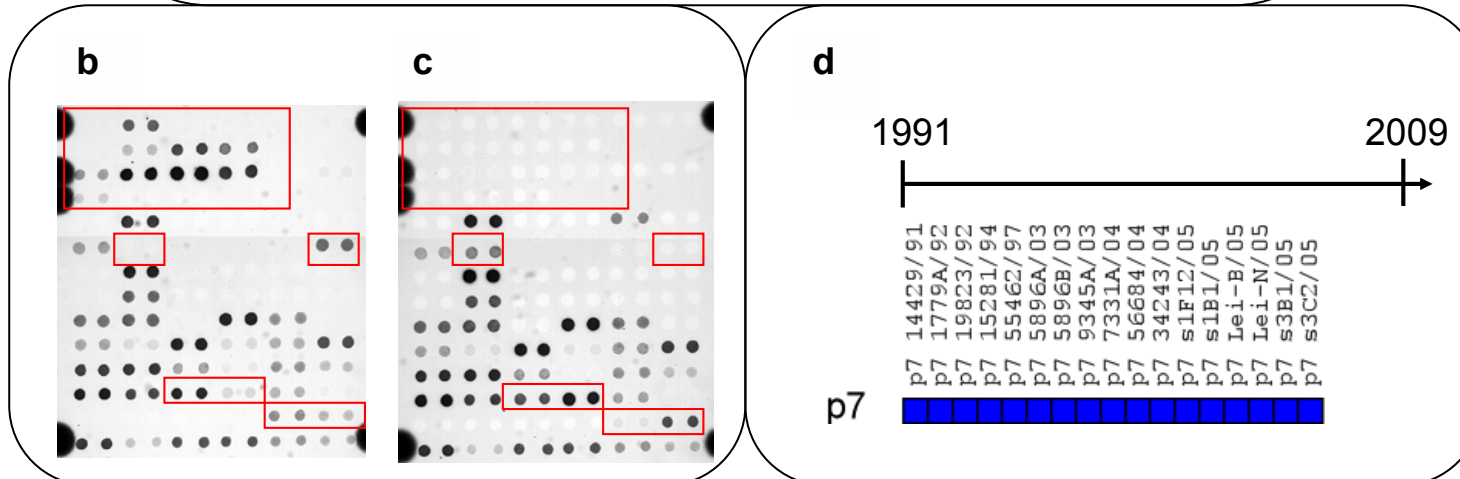 b
c
d
1991
2009
p7 14429/91
p7 1779A/92
p7 19823/92
p7 15281/94
p7 55462/97
p7 5896A/03
p7 5896B/03
p7 9345A/03
p7 7331A/04
p7 56684/04
p7 34243/04
p7 s1F12/05
p7 s1B1/05
p7 Lei-B/05
p7 Lei-N/05
p7 s3B1/05
p7 s3C2/05
p7